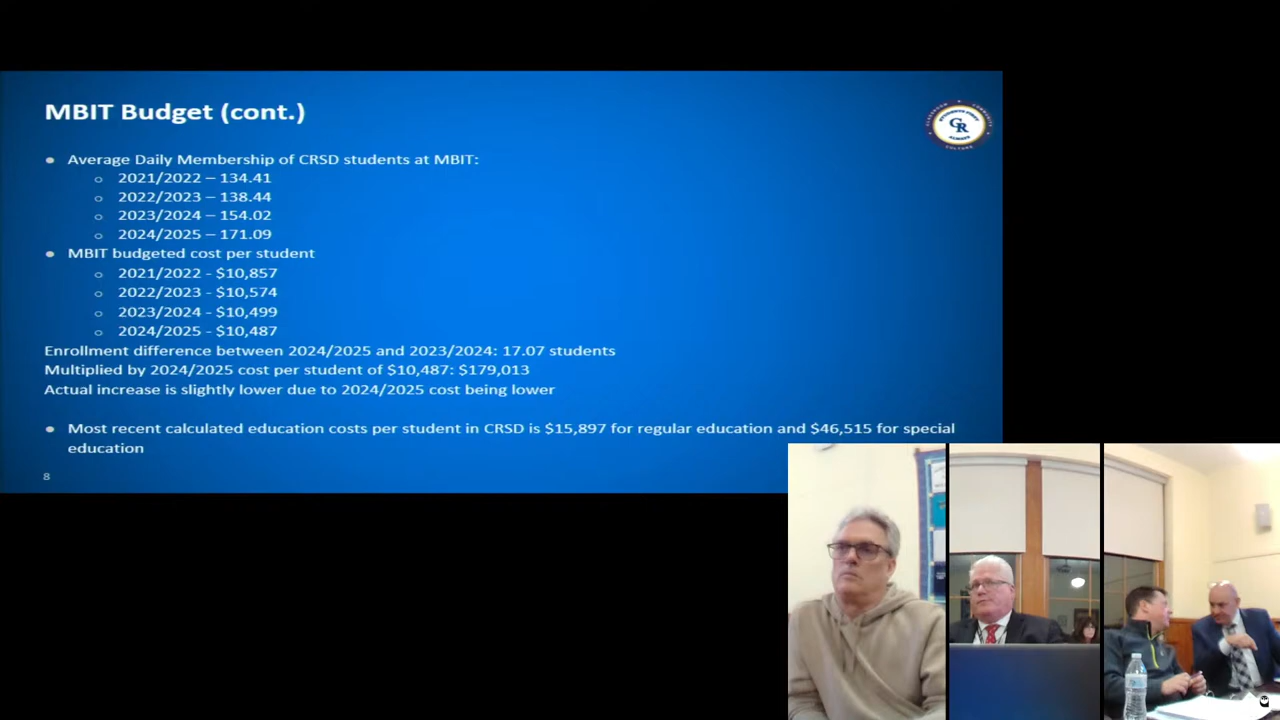 MBIT Budget (cont.)
STUDENTS FIRST
CR
ALWAYS
CULTURE
Average Daily Membership of CRSD students at MBIT:
2021/2022 – 134.41
2022/2023 – 138.44
2023/2024 – 154.02
2024/2025 – 171.09
MBIT budgeted cost per student
2021/2022 - $10,857
2022/2023 - $10,574
2023/2024 - $10,499
2024/2025 - $10,487
Enrollment difference between 2024/2025 and 2023/2024: 17.07 students
Multiplied by 2024/2025 cost per student of $10,487: $179,013
Actual increase is slightly lower due to 2024/2025 cost being lower
Most recent calculated education costs per student in CRSD is $15,897 for regular education and $46,515 for special
education
8